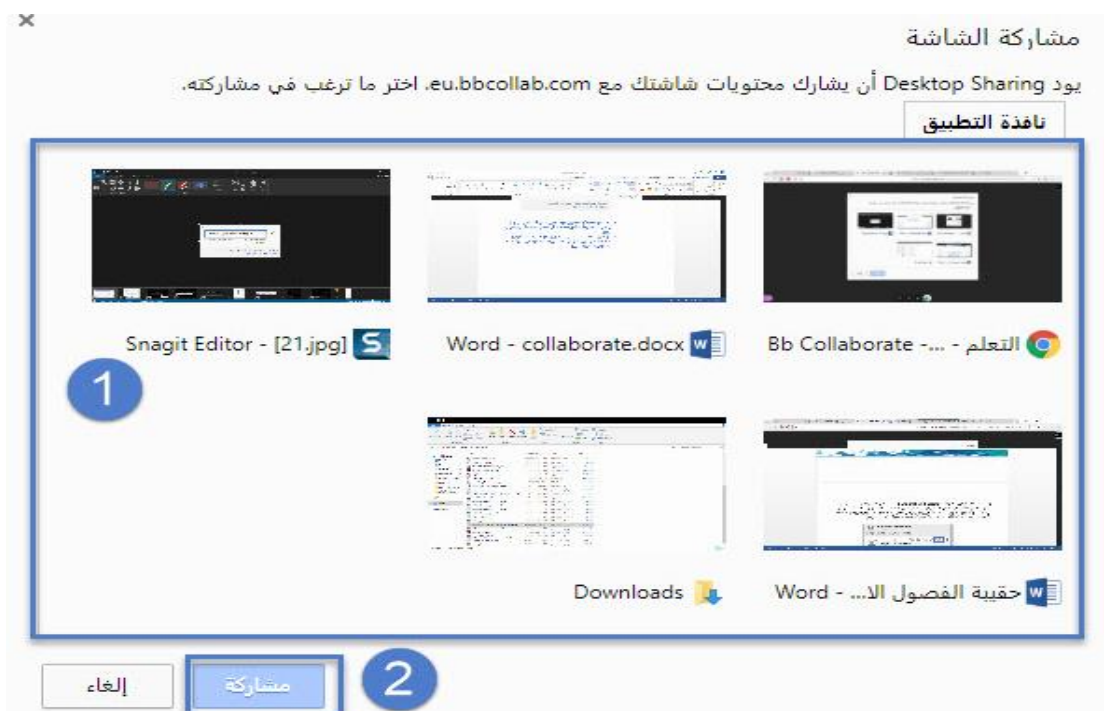 ×
مشاركة الشاشة
يود Desktop Sharing أن يشارك محتويات شاشتك مع eu.bbcollab.com. اختر ما ترغب في مشاركته.
نافذة التطبيق
التعلم - ...- Bb Collaborate
Word - collaborate.docx
Snagit Editor - [21.jpg]
1
حقيبة الفصول الا... - Word
Downloads
2
مشاركة
إلغاء